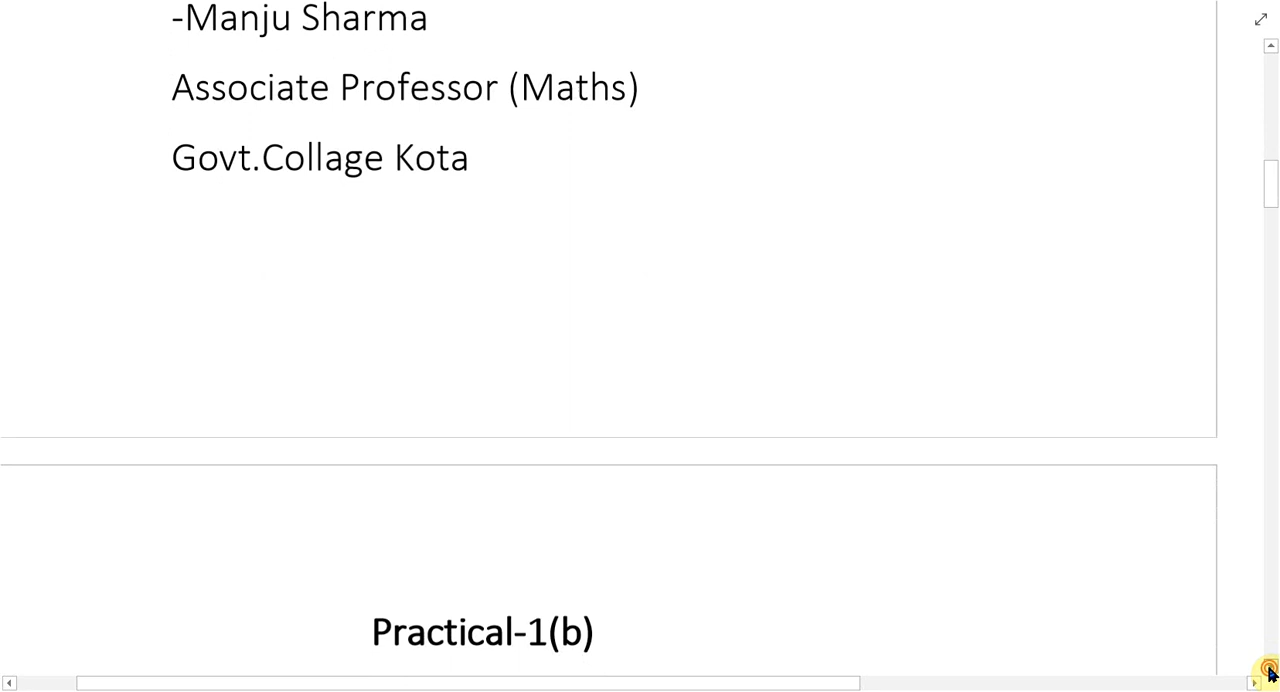 -Manju Sharma
Associate Professor (Maths)
Govt.Collage Kota
Practical-1(b)